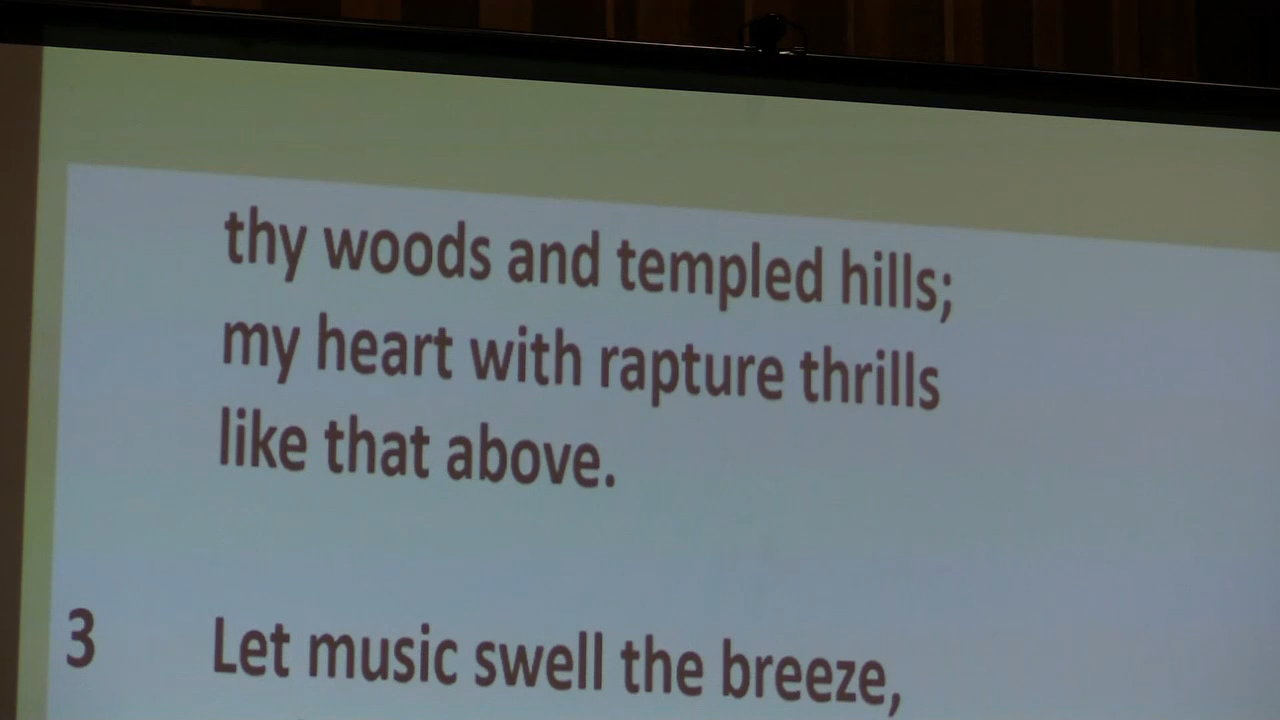 thy woods and templed hills;
my heart with rapture thrills
like that above.
3 Let music swell the breeze,